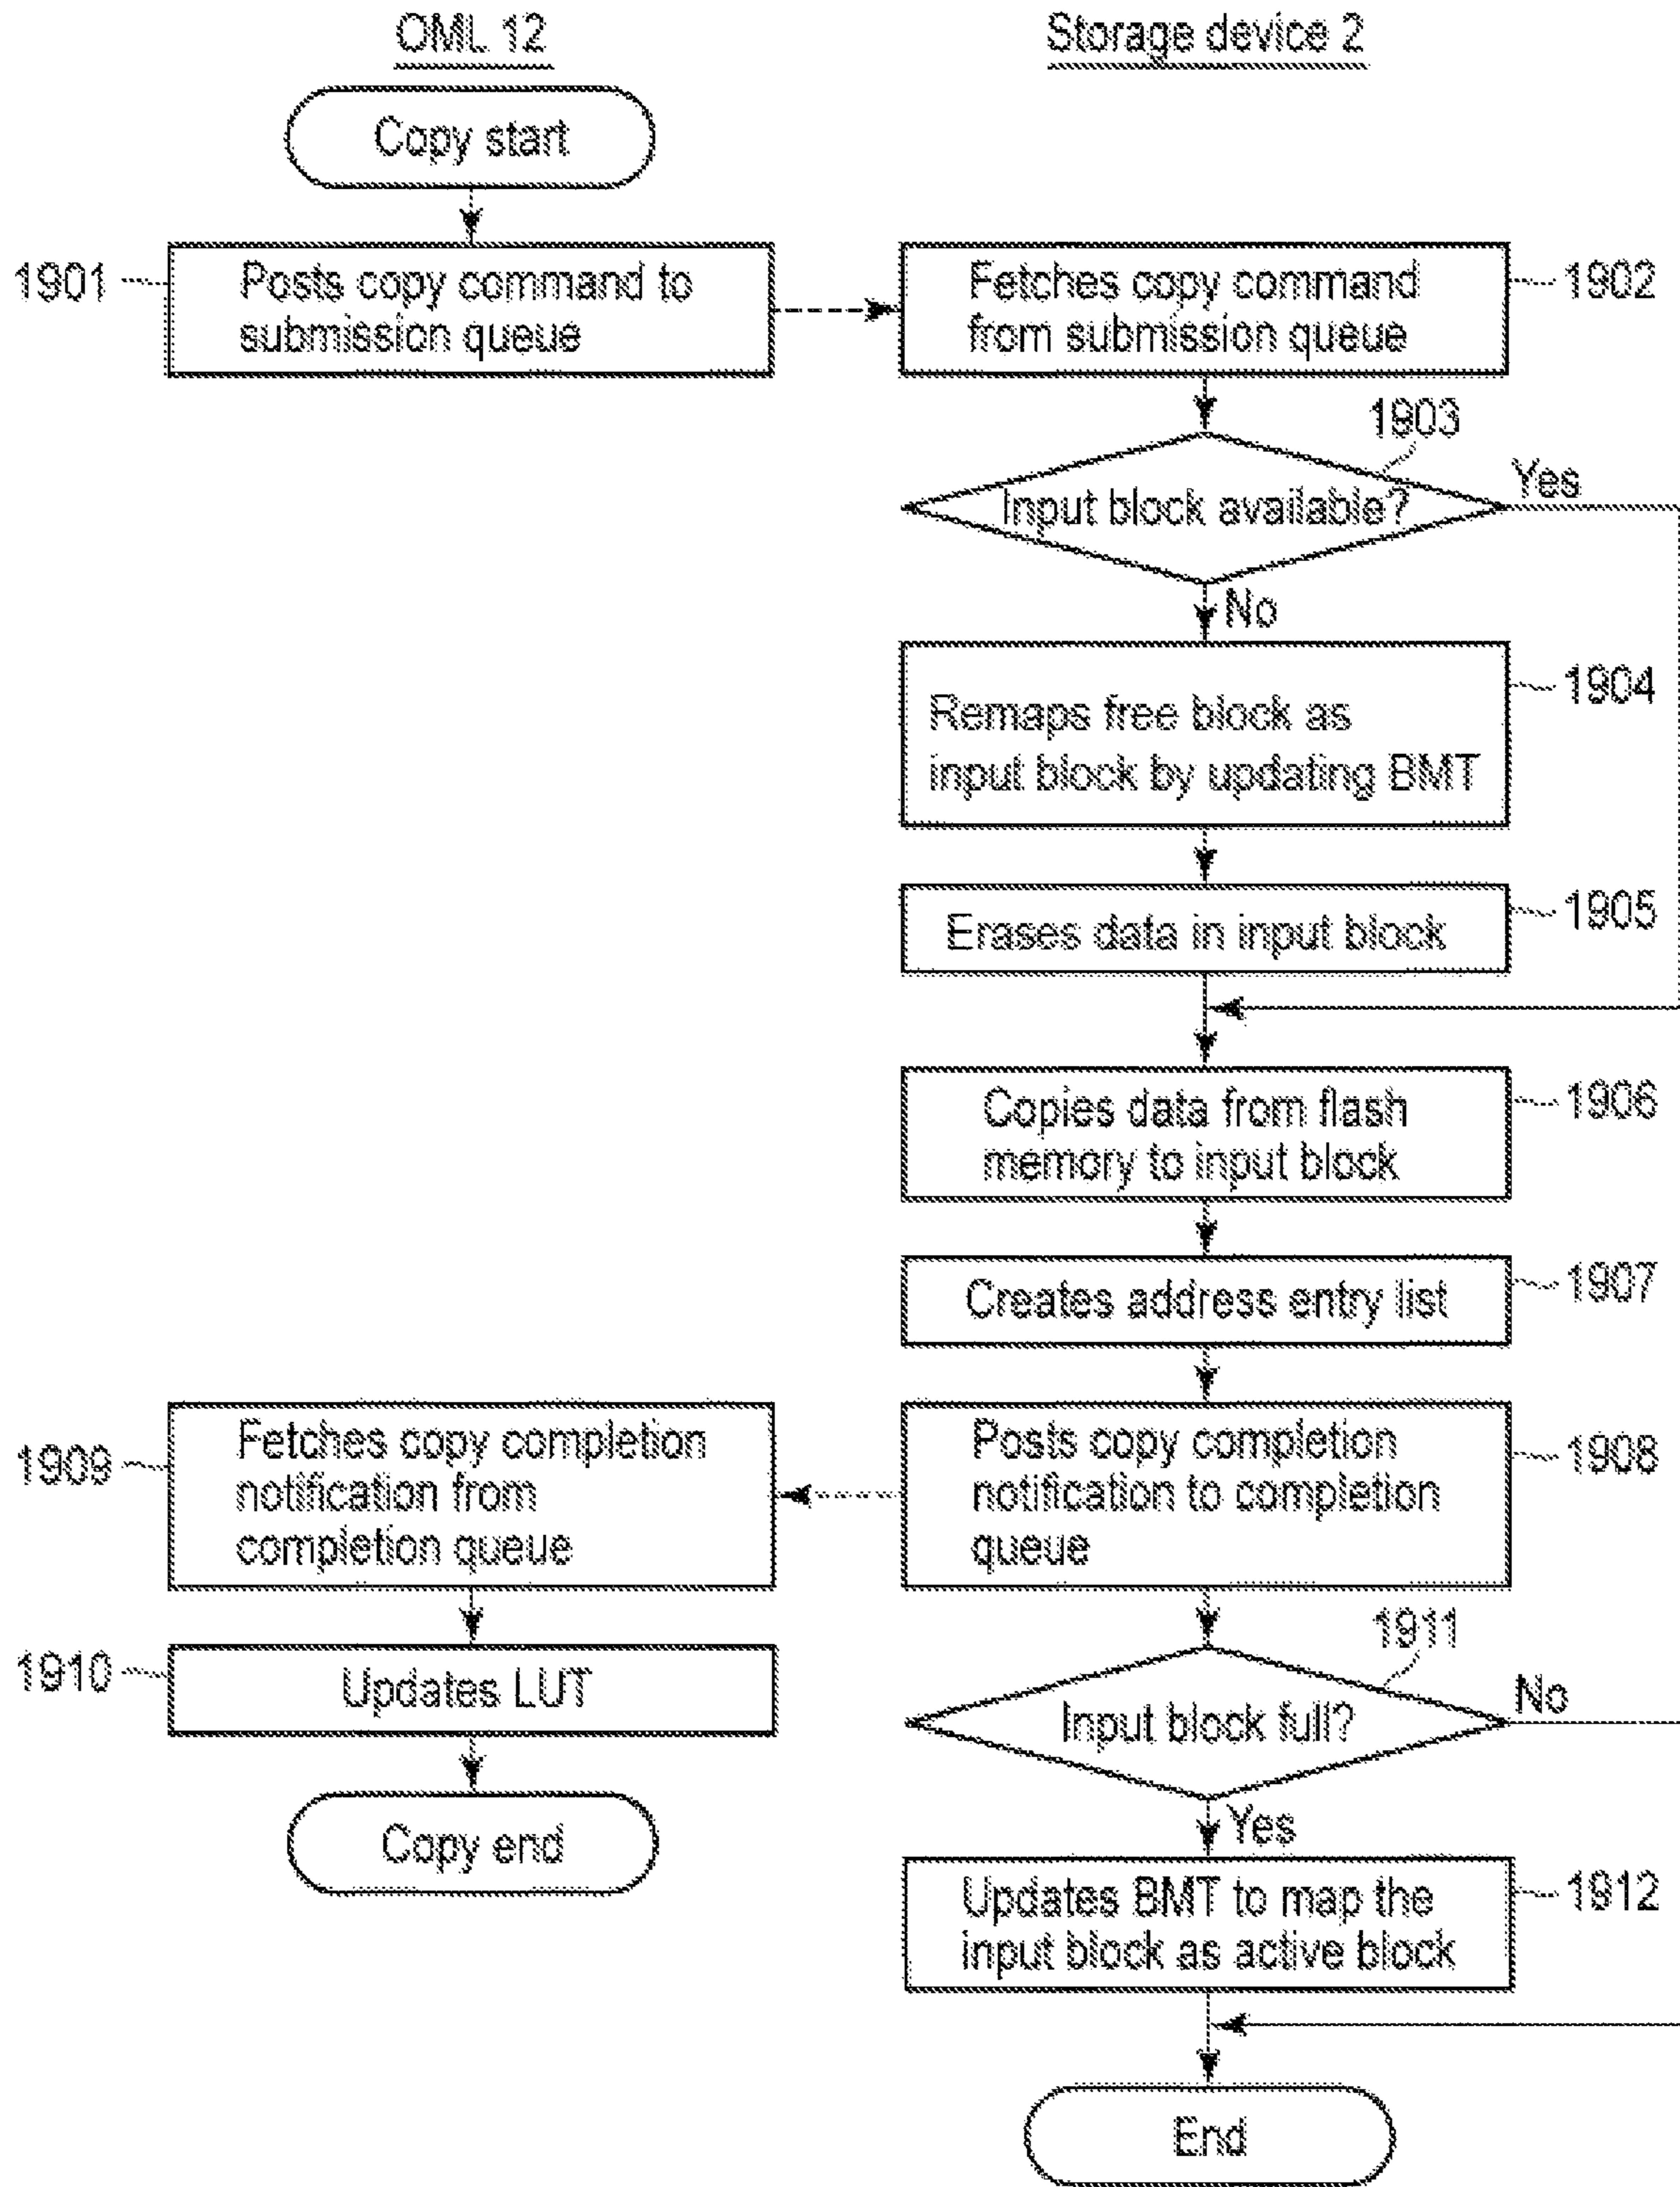 OML 12
Storage device 2
Copy start
1901
Posts copy command to
submission queue
Fetches copy command
from submission queue
1902
1903
Input block available?
Yes
No
Remaps free block as
input block by updating BMT
1904
Erases data in input block
1905
Copies data from flash
memory to input block
1906
Creates address entry list
1907
1909
Fetches copy completion
notification from
completion queue
Posts copy completion
notification to completion
queue
1908
1910
Updates LUT
1911
Input block full?
No
Yes
Copy end
Updates BMT to map the
input block as active block
1912
End